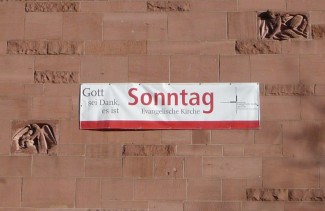 Gott
sei Dank,
es ist
Sonntag
Evangelische Kirche